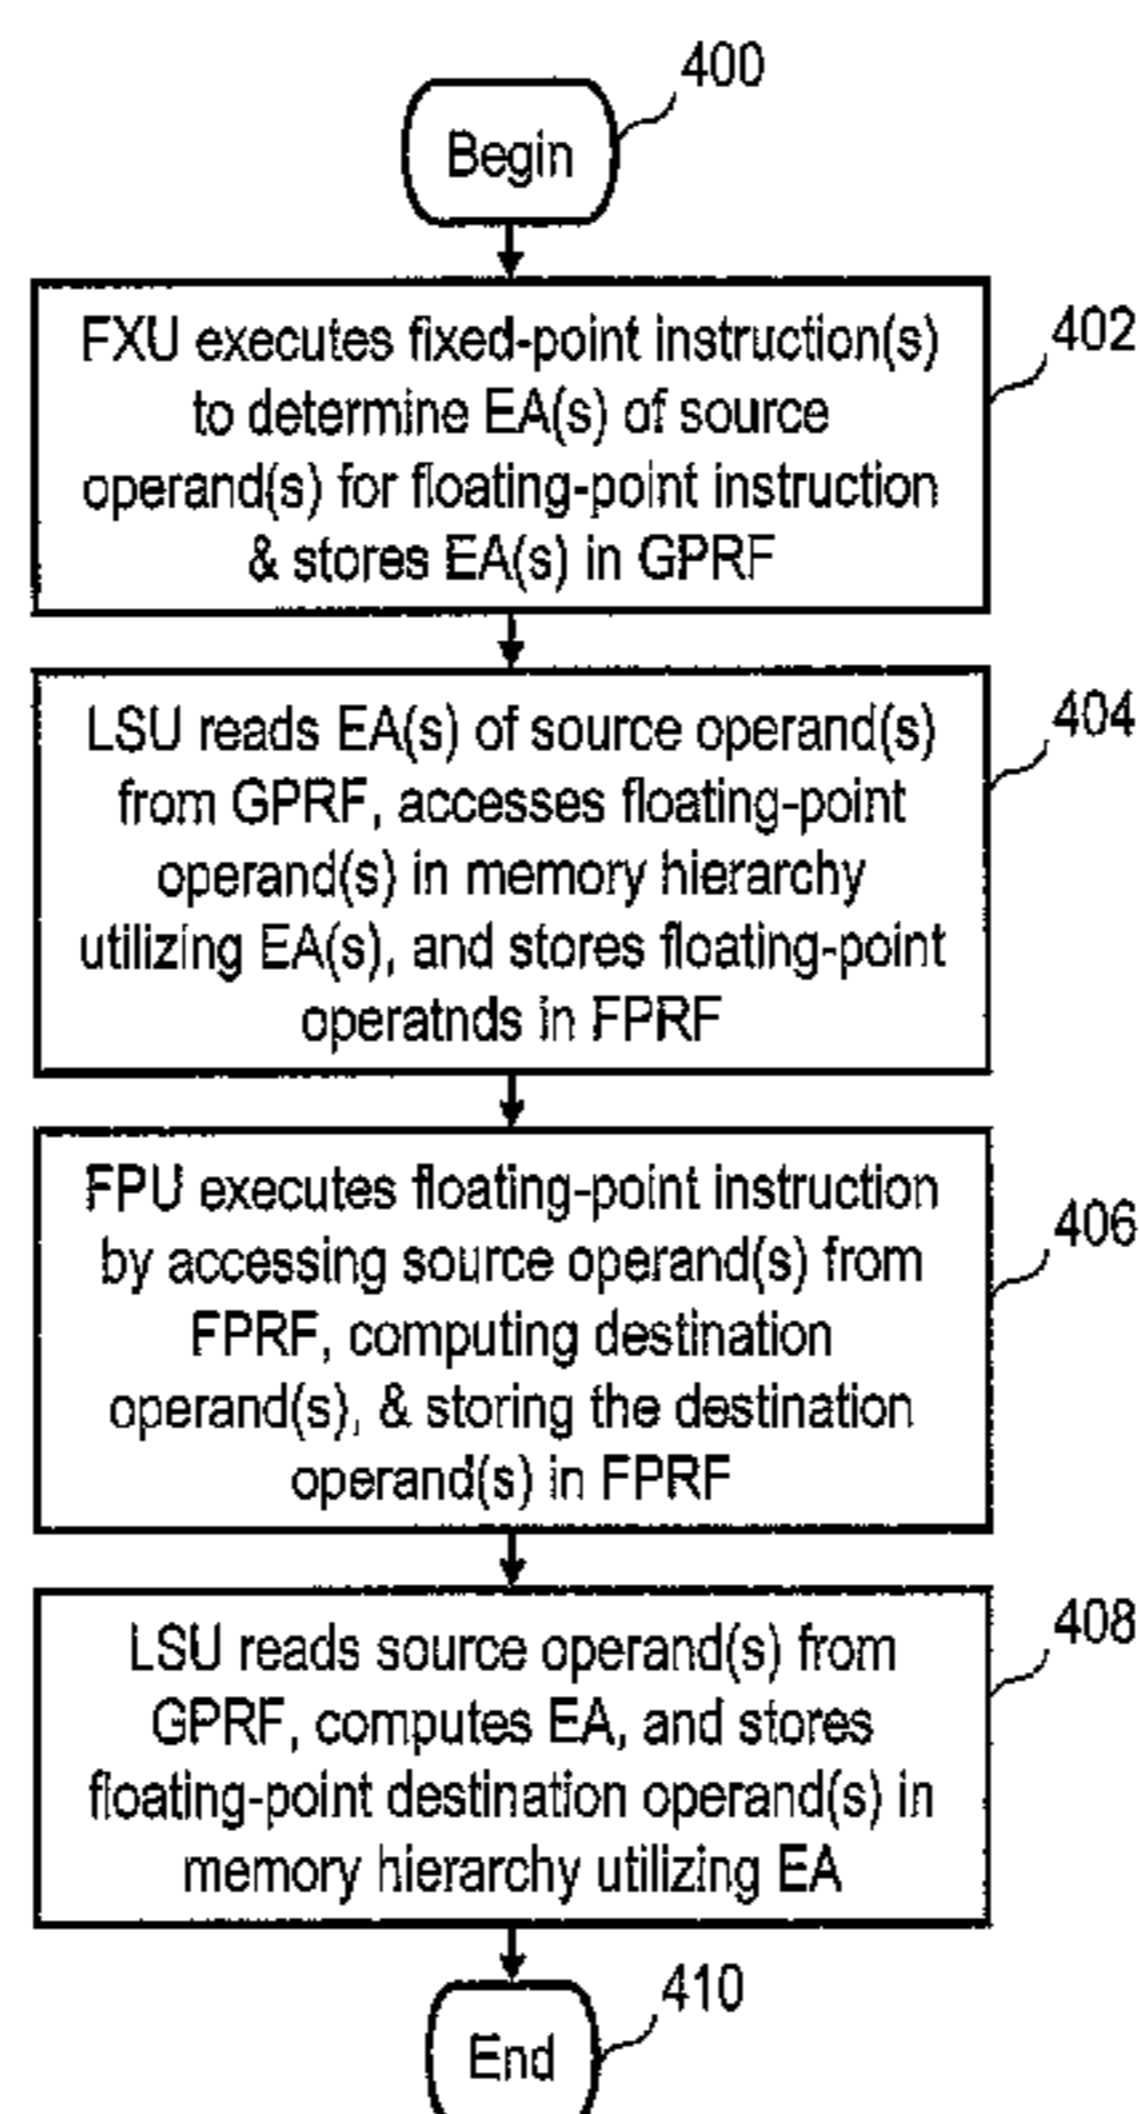 400
Begin
402
FXU executes fixed-point instruction(s)
to determine EA(s) of source
operand(s) for floating-point instruction
& stores EA(s) in GPRF
404
LSU reads EA(s) of source operand(s)
from GPRF, accesses floating-point
operand(s) in memory hierarchy
utilizing EA(s), and stores floating-point
operatnds in FPRF
406
FPU executes floating-point instruction
by accessing source operand(s) from
FPRF, computing destination
operand(s), & storing the destination
operand(s) in FPRF
408
LSU reads source operand(s) from
GPRF, computes EA, and stores
floating-point destination operand(s) in
memory hierarchy utilizing EA
410
End